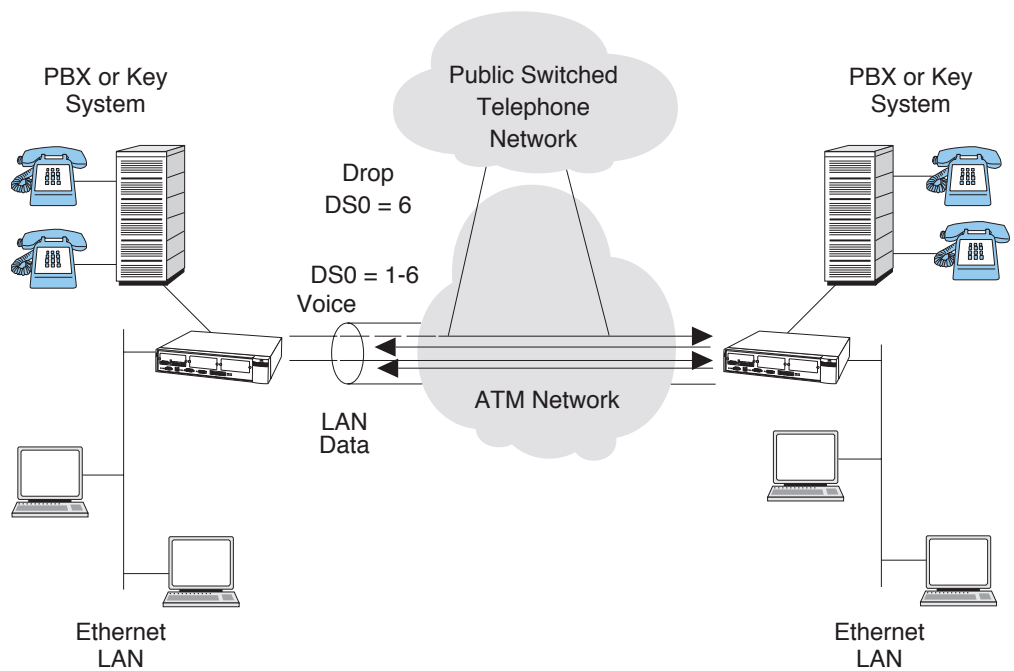 PBX or Key
System
Public Switched
Telephone
Network
PBX or Key
System
Drop
DS0 = 6
DS0 = 1-6
Voice
ATM Network
LAN
Data
Ethernet
LAN
Ethernet
LAN